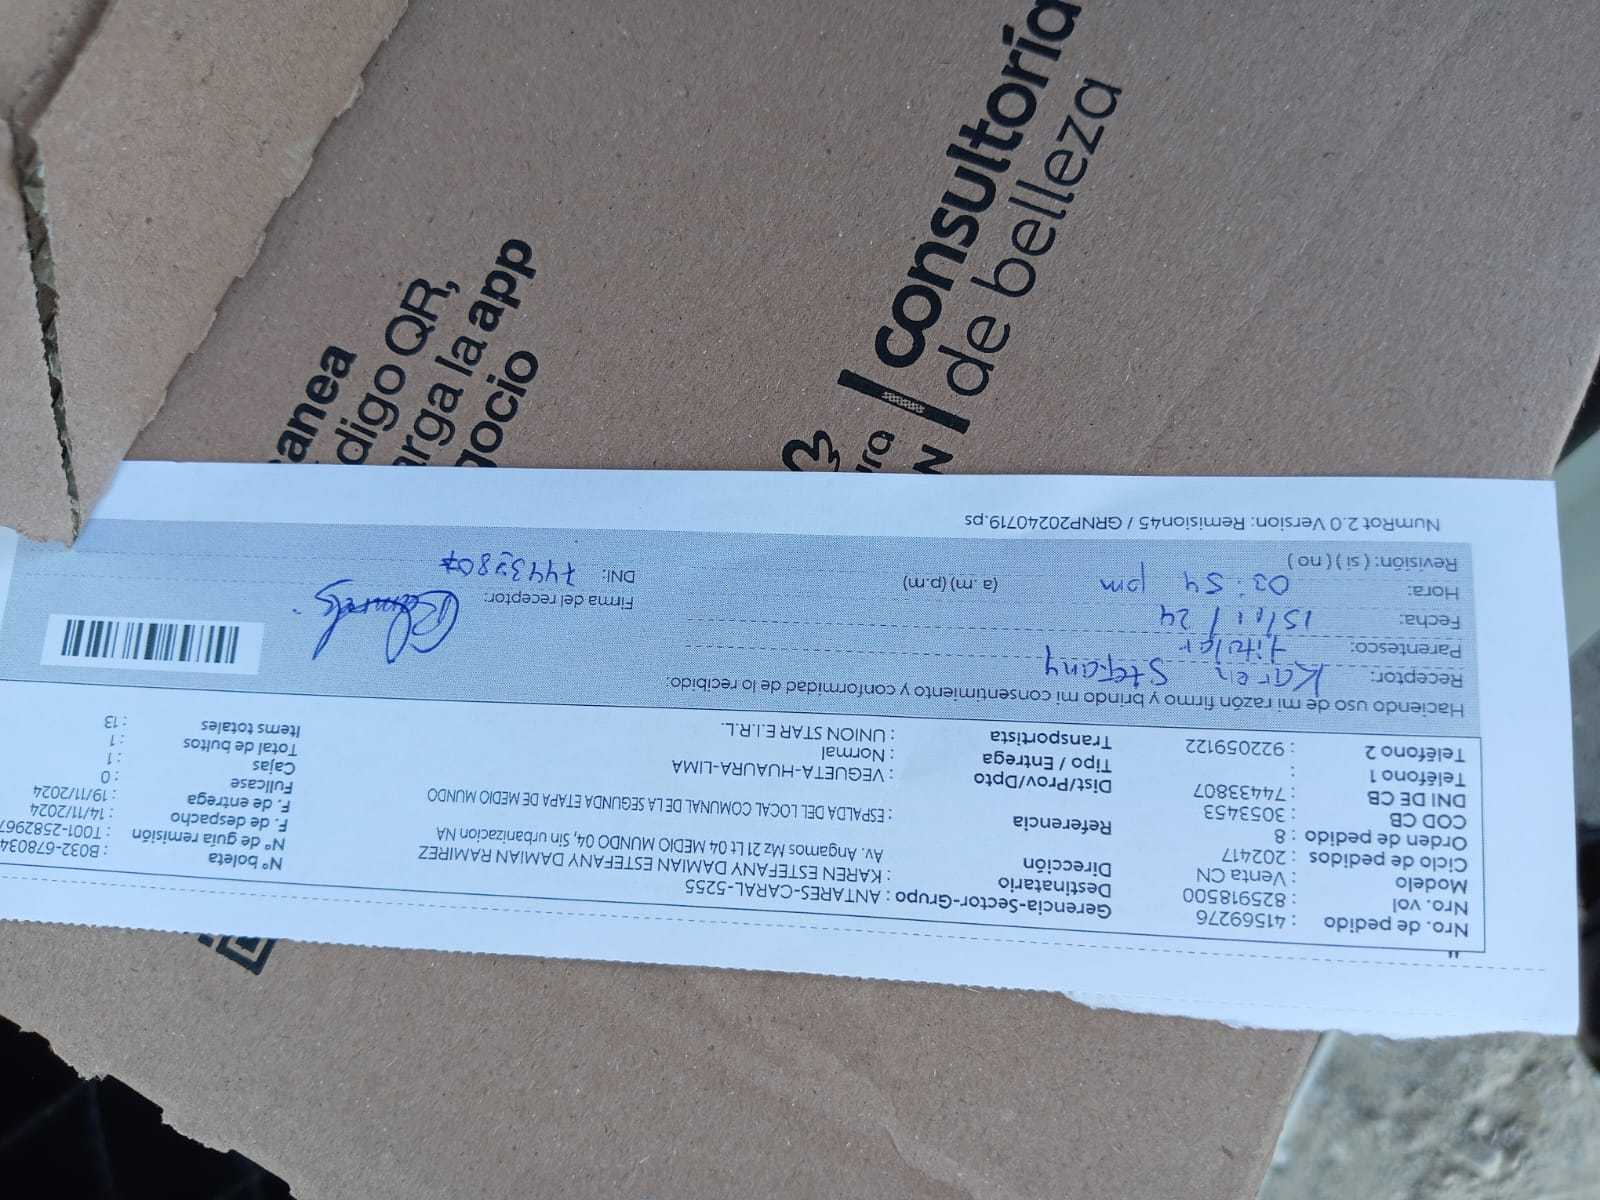 Nro. de pedido : 41569276
Nro. vol : 825918500
Modelo : Venta CN
Ciclo de pedidos : 202417
Orden de pedido : 8
COD CB : 3053453
DNI DE CB : 74433807
Teléfono 1 :
Teléfono 2 : 922059122
Gerencia-Sector-Grupo : ANTARES-CARAL-5255
Destinatario : KAREN ESTEFANY DAMIAN DAMIAN RAMIREZ
Dirección Av. Angamos Mz 21 Lt 04 MEDIO MUNDO 04, Sin urbanizacion NA
Referencia : ESPALDA DEL LOCAL COMUNAL DE LA SEGUNDA ETAPA DE MEDIO MUNDO
Dist/Prov/Dpto : VEGUETA-HUAURA-LIMA
Tipo / Entrega : Normal
Transportista : UNION STAR E.I.R.L.
N° boleta : B032-678034
N° de guía remisión : T001-2582967
F. de despacho : 14/11/2024
F. de entrega : 19/11/2024
Fullcase : 0
Cajas : 1
Total de bultos : 1
Items totales : 13
Haciendo uso de mi razón firmo y brindo mi consentimiento y conformidad de lo recibido:
Receptor: Karen Stefany
Parentesco: titular
Fecha: 15/11/24
Hora: 03:54 pm (a.m) (p.m)
Revisión: ( si ) ( no )
Firma del receptor:
DNI: 74433807
NumRot 2.0 Version: Remision45 / GRNP20240719.ps
anea
digo QR,
arga la app
gocio
ura
N
consultoría
de belleza